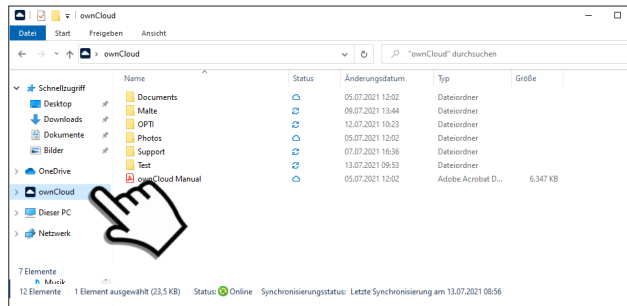 ownCloud
Datei Start Freigeben Ansicht
ownCloud "ownCloud" durchsuchen
Name Status Änderungsdatum Typ Größe
Schnellzugriff
Desktop
Downloads
Dokumente
Bilder
OneDrive
ownCloud
Dieser PC
Netzwerk
Documents 05.07.2021 12:02 Dateiordner
Malte 09.07.2021 13:44 Dateiordner
OPTI 12.07.2021 10:23 Dateiordner
Photos 05.07.2021 12:02 Dateiordner
Support 07.07.2021 16:36 Dateiordner
Test 13.07.2021 09:53 Dateiordner
ownCloud Manual 05.07.2021 12:02 Adobe Acrobat D... 6.347 KB
7 Elemente
Musik
12 Elemente 1 Element ausgewählt (23,5 KB) Status: Online Synchronisierungsstatus: Letzte Synchronisierung am 13.07.2021 08:56